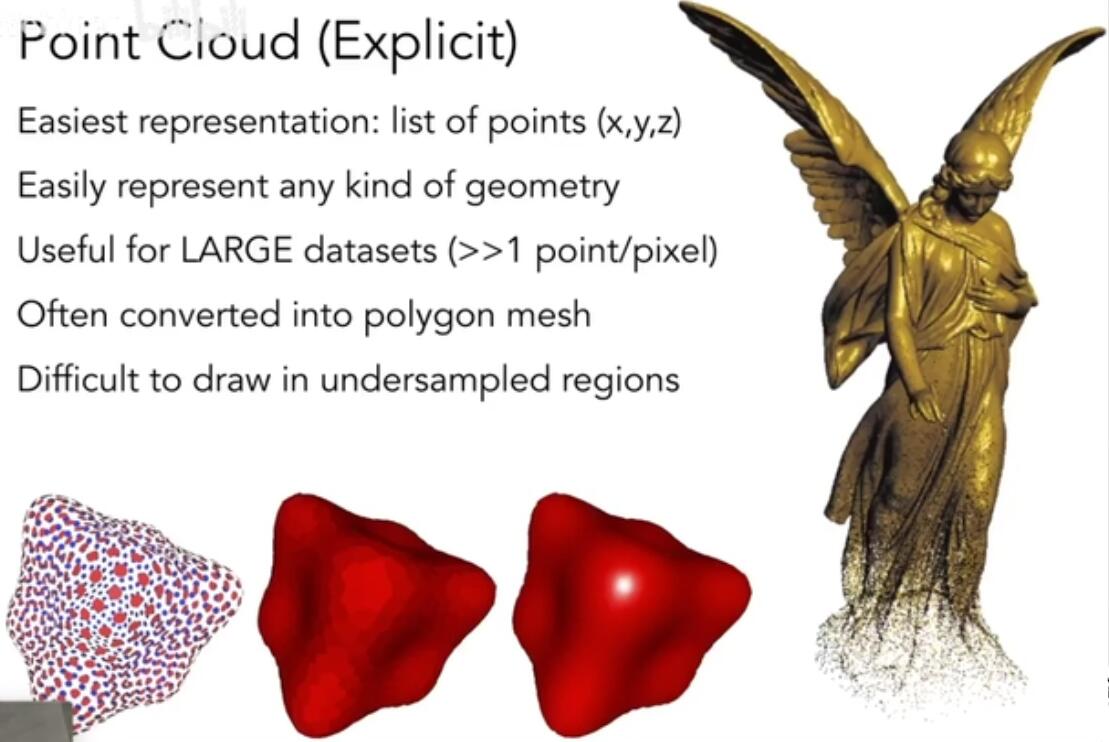 Point Cloud (Explicit)
Easiest representation: list of points (x,y,z)
Easily represent any kind of geometry
Useful for LARGE datasets (>>1 point/pixel)
Often converted into polygon mesh
Difficult to draw in undersampled regions